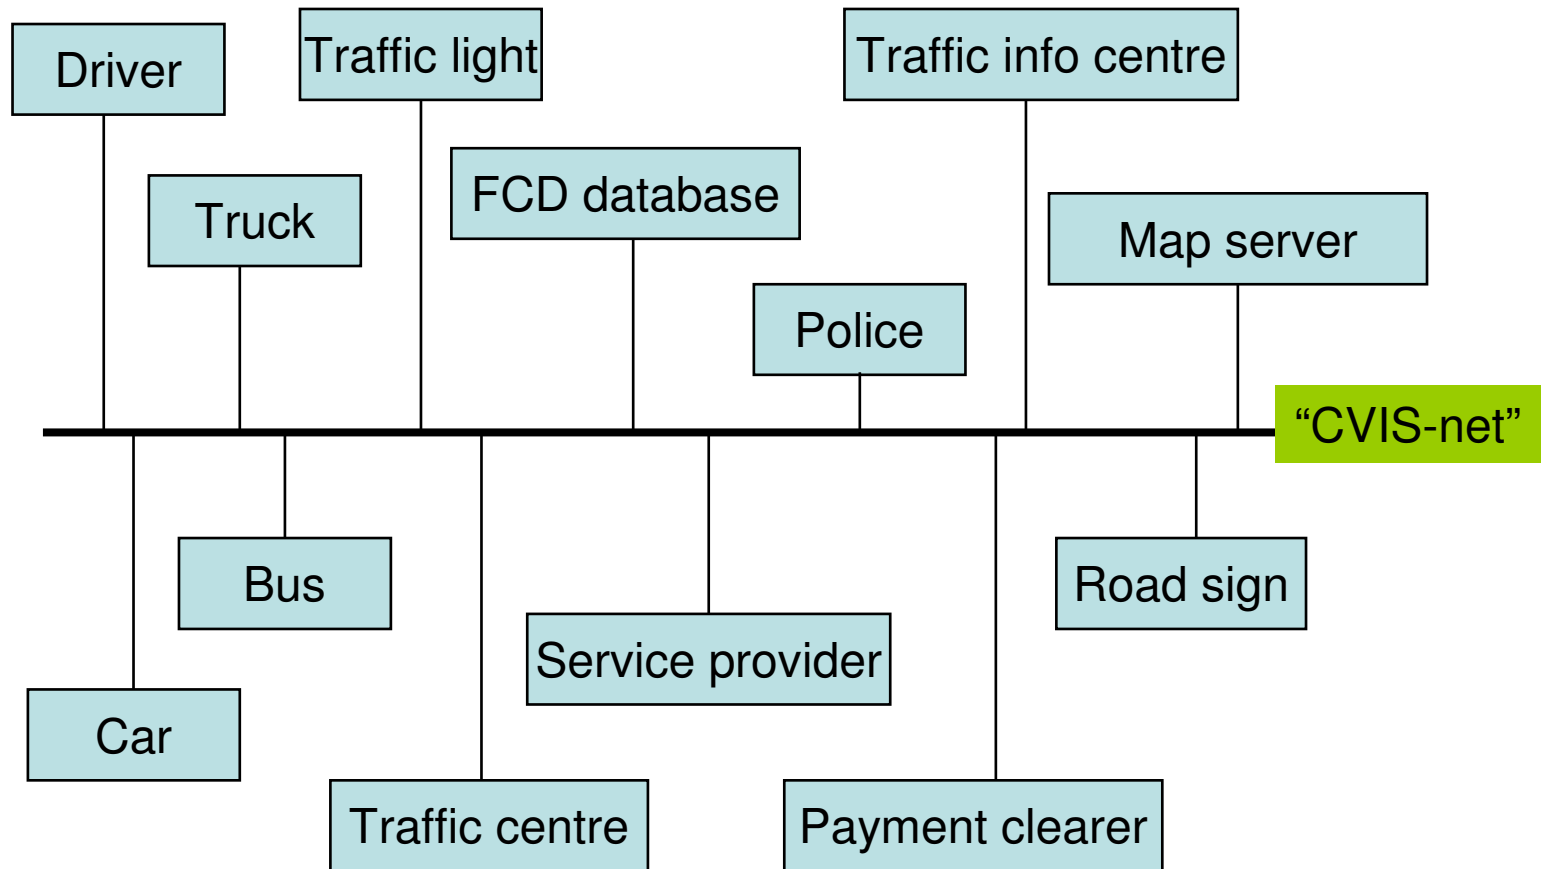 Driver
Traffic light
Traffic info centre
Truck
FCD database
Map server
Police
“CVIS-net”
Bus
Road sign
Service provider
Car
Traffic centre
Payment clearer